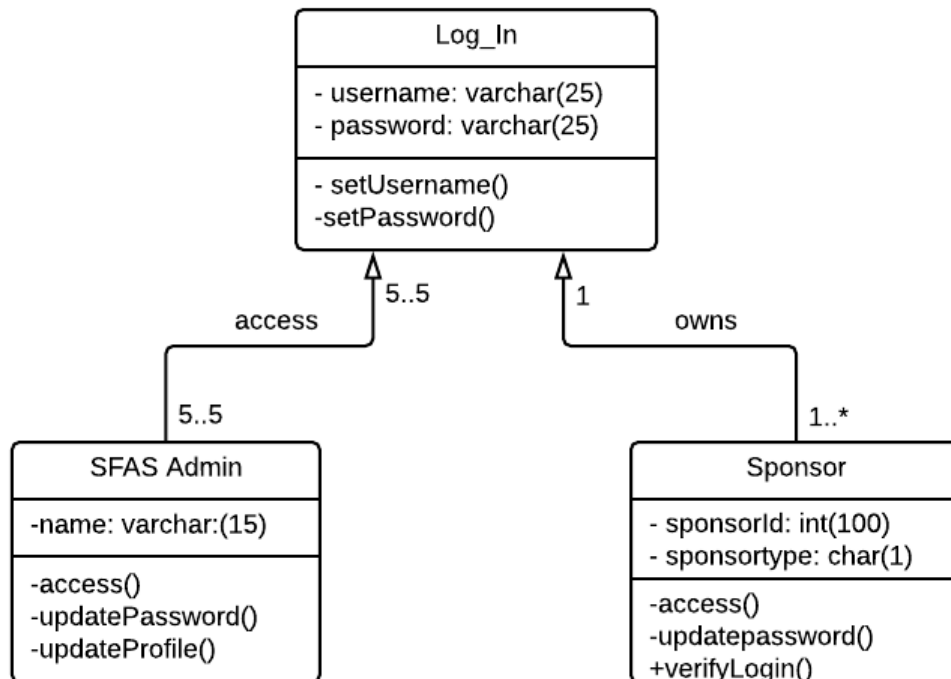 Log_In
- username: varchar(25)
- password: varchar(25)
- setUsername()
-setPassword()
5..5
1
access
owns
5..5
1..*
SFAS Admin
-name: varchar:(15)
-access()
-updatePassword()
-updateProfile()
Sponsor
- sponsorId: int(100)
- sponsortype: char(1)
-access()
-updatepassword()
+verifyLogin()